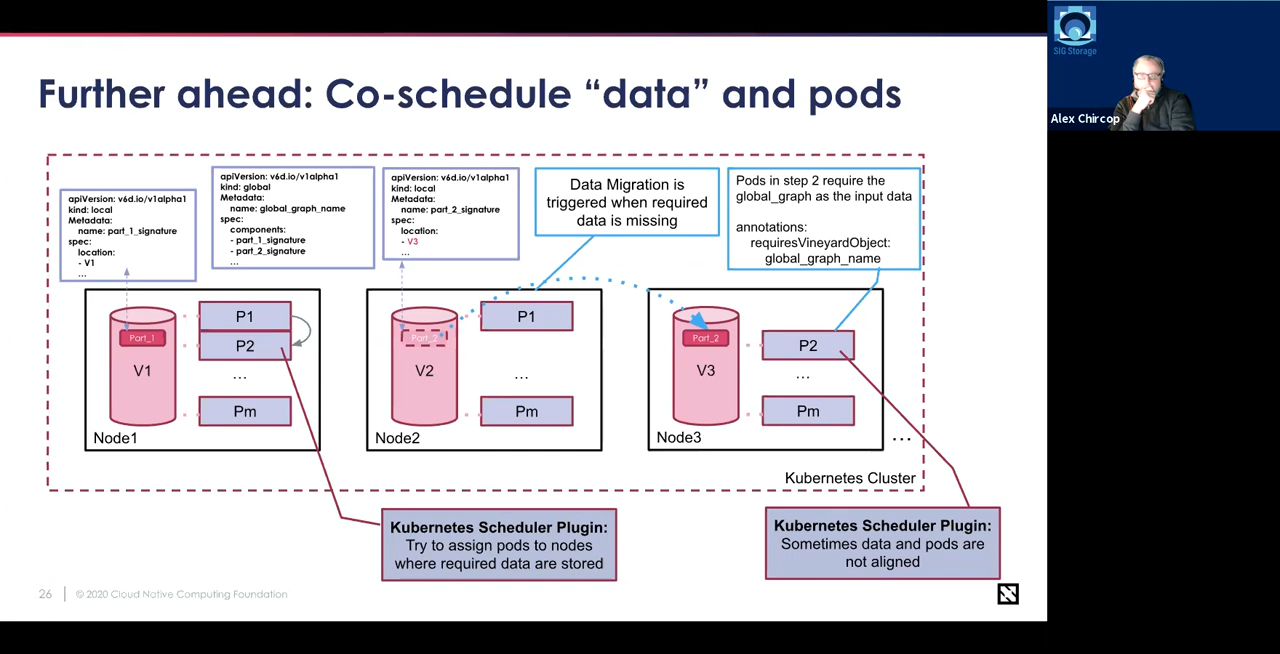 Further ahead: Co-schedule “data” and pods
apiVersion: v6d.io/v1alpha1
kind: local
Metadata:
name: part_1_signature
spec:
location:
- V1
...
apiVersion: v6d.io/v1alpha1
kind: global
Metadata:
name: global_graph_name
spec:
components:
- part_1_signature
- part_2_signature
...
apiVersion: v6d.io/v1alpha1
kind: local
Metadata:
name: part_2_signature
spec:
location:
- V3
...
Data Migration is
triggered when required
data is missing
Pods in step 2 require the
global_graph as the input data
annotations:
requiresVineyardObject:
global_graph_name
Part_1
V1
P1
P2
...
Pm
Node1
Part_2
V2
P1
...
Pm
Node2
Part_2
V3
P2
...
Pm
Node3
...
Kubernetes Cluster
Kubernetes Scheduler Plugin:
Try to assign pods to nodes
where required data are stored
Kubernetes Scheduler Plugin:
Sometimes data and pods are
not aligned
26
© 2020 Cloud Native Computing Foundation
SIG Storage
Alex Chircop